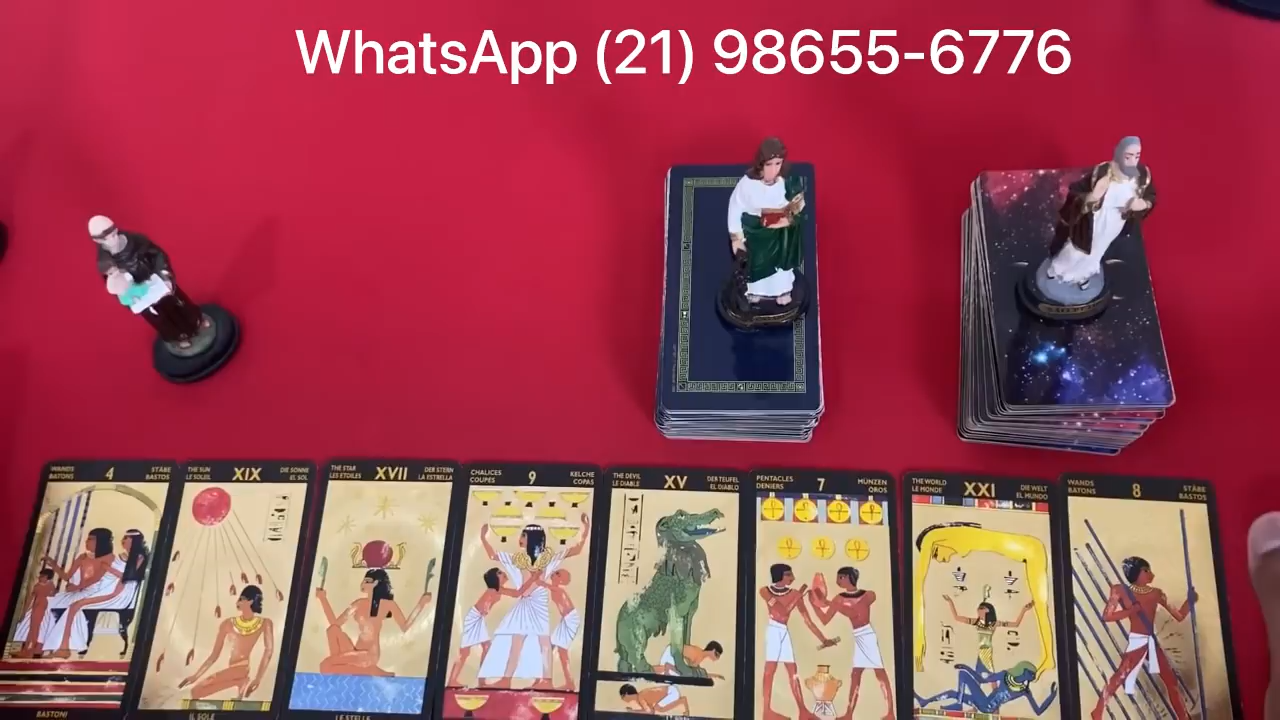 WhatsApp (21) 98655-6776
WANDS
BATONS
4
STÄBE
BASTOS
THE SUN
LE SOLEIL
XIX
DIE SONNE
EL SOL
THE STAR
LES ETOILES
XVII
DER STERN
LA ESTRELLA
CHALICES
COUPES
9
KELCHE
COPAS
THE DEVIL
LE DIABLE
XV
DER TEUFEL
EL DIABLO
PENTACLES
DENIERS
7
MÜNZEN
OROS
THE WORLD
LE MONDE
XXI
DIE WELT
EL MUNDO
WANDS
BATONS
8
STÄBE
BASTOS
BASTONI
IL SOLE
LE STELLE